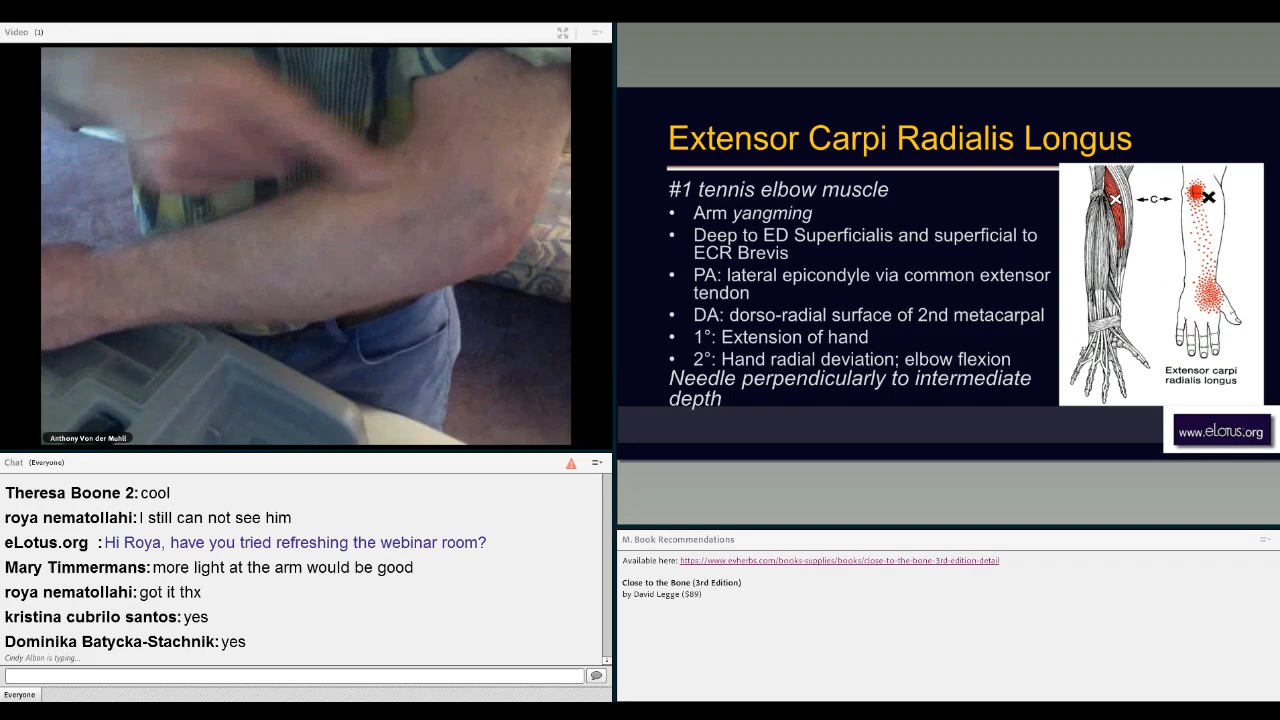 Video (1)
Anthony Von der Muhll
Extensor Carpi Radialis Longus
#1 tennis elbow muscle
• Arm yangming
• Deep to ED Superficialis and superficial to
ECR Brevis
• PA: lateral epicondyle via common extensor
tendon
• DA: dorso-radial surface of 2nd metacarpal
• 1°: Extension of hand
• 2°: Hand radial deviation; elbow flexion
Needle perpendicularly to intermediate
depth
C
Extensor carpi
radialis longus
www.eLotus.org
Chat (Everyone)
Theresa Boone 2: cool
roya nematollahi: I still can not see him
eLotus.org : Hi Roya, have you tried refreshing the webinar room?
Mary Timmermans: more light at the arm would be good
roya nematollahi: got it thx
kristina cubrilo santos: yes
Dominika Batycka-Stachnik: yes
Cindy Albon is typing...
Everyone
M. Book Recommendations
Available here: https://www.evherbs.com/books-supplies/books/close-to-the-bone-3rd-edition-detail
Close to the Bone (3rd Edition)
by David Legge ($89)